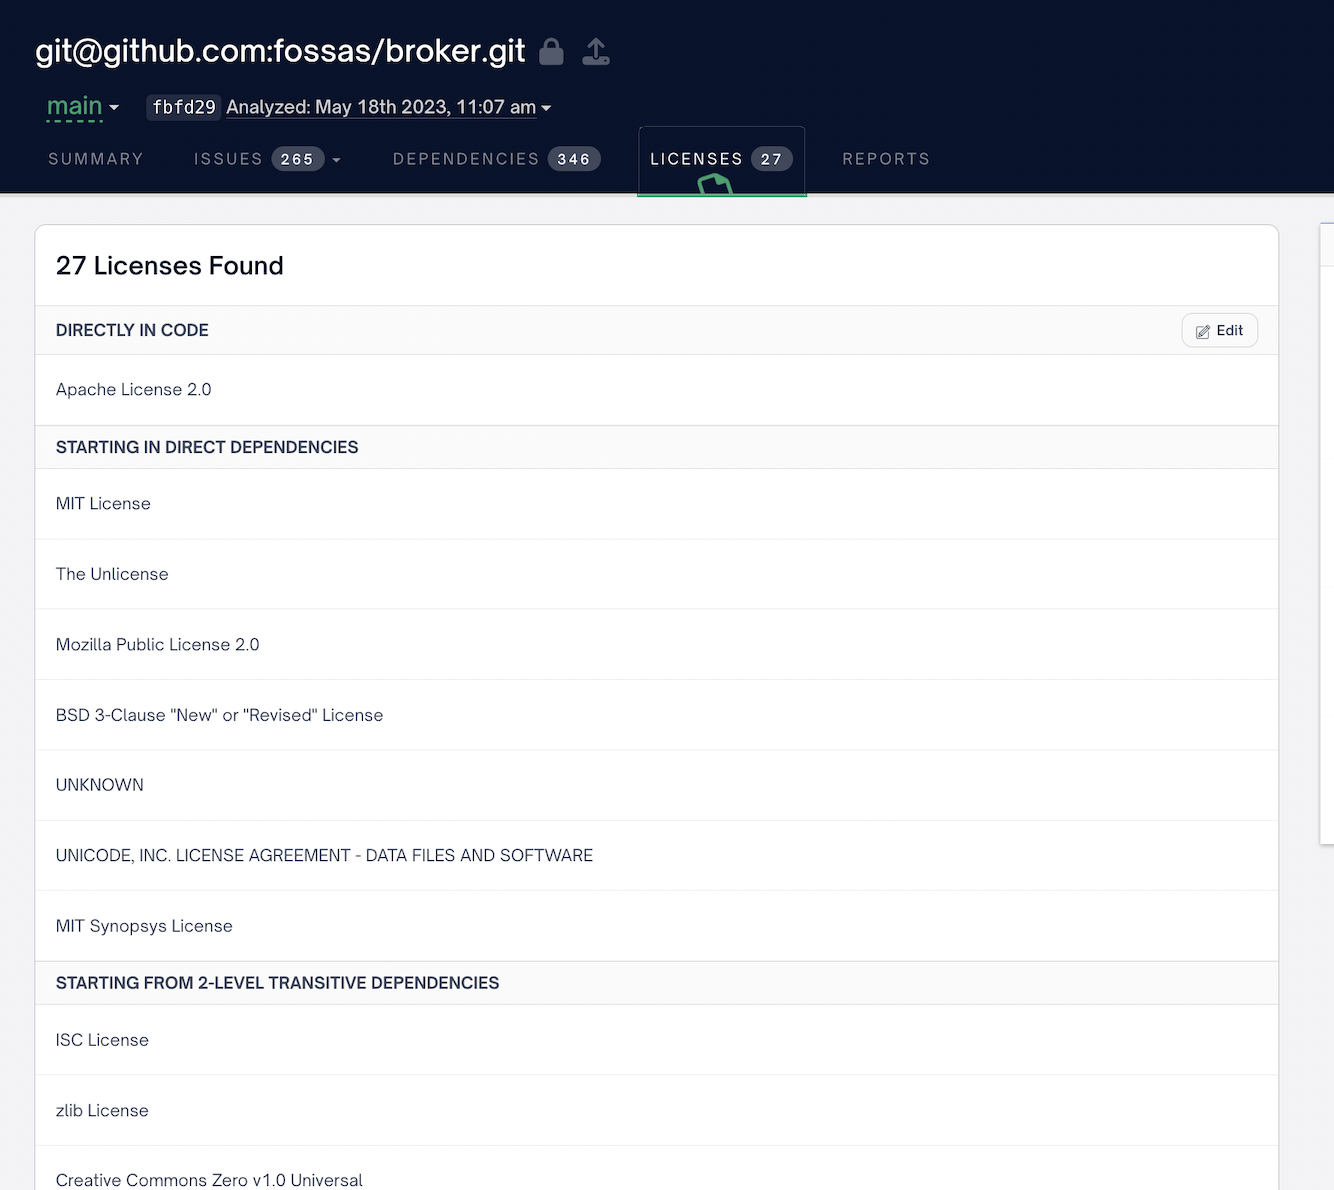 git@github.com:fossas/broker.git
main fbfd29 Analyzed: May 18th 2023, 11:07 am
SUMMARY ISSUES 265 DEPENDENCIES 346 LICENSES 27 REPORTS
27 Licenses Found
DIRECTLY IN CODE Edit
Apache License 2.0
STARTING IN DIRECT DEPENDENCIES
MIT License
The Unlicense
Mozilla Public License 2.0
BSD 3-Clause "New" or "Revised" License
UNKNOWN
UNICODE, INC. LICENSE AGREEMENT - DATA FILES AND SOFTWARE
MIT Synopsys License
STARTING FROM 2-LEVEL TRANSITIVE DEPENDENCIES
ISC License
zlib License
Creative Commons Zero v1.0 Universal